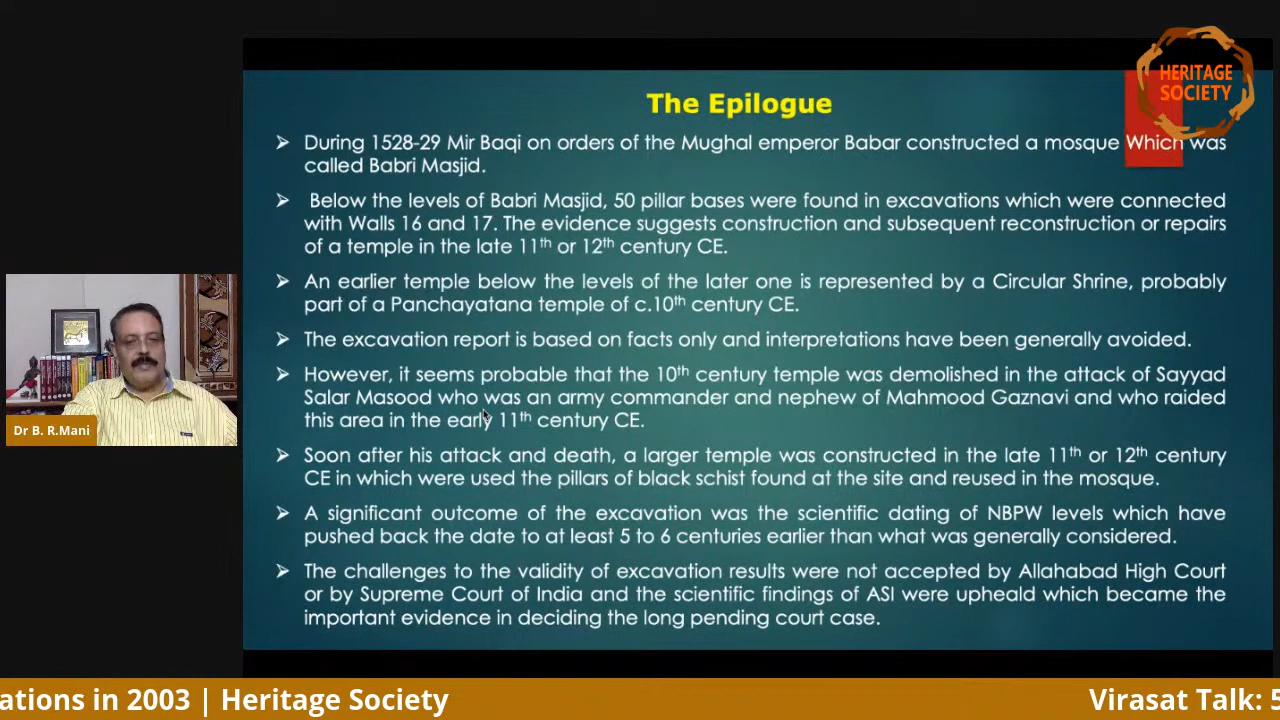 HERITAGE
SOCIETY
The Epilogue
➢ During 1528-29 Mir Baqi on orders of the Mughal emperor Babar constructed a mosque Which was
called Babri Masjid.
➢ Below the levels of Babri Masjid, 50 pillar bases were found in excavations which were connected
with Walls 16 and 17. The evidence suggests construction and subsequent reconstruction or repairs
of a temple in the late 11th or 12th century CE.
➢ An earlier temple below the levels of the later one is represented by a Circular Shrine, probably
part of a Panchayatana temple of c.10th century CE.
➢ The excavation report is based on facts only and interpretations have been generally avoided.
➢ However, it seems probable that the 10th century temple was demolished in the attack of Sayyad
Salar Masood who was an army commander and nephew of Mahmood Gaznavi and who raided
this area in the early 11th century CE.
➢ Soon after his attack and death, a larger temple was constructed in the late 11th or 12th century
CE in which were used the pillars of black schist found at the site and reused in the mosque.
➢ A significant outcome of the excavation was the scientific dating of NBPW levels which have
pushed back the date to at least 5 to 6 centuries earlier than what was generally considered.
➢ The challenges to the validity of excavation results were not accepted by Allahabad High Court
or by Supreme Court of India and the scientific findings of ASI were upheald which became the
important evidence in deciding the long pending court case.
Dr B. R.Mani
ations in 2003 | Heritage Society
Virasat Talk: 5